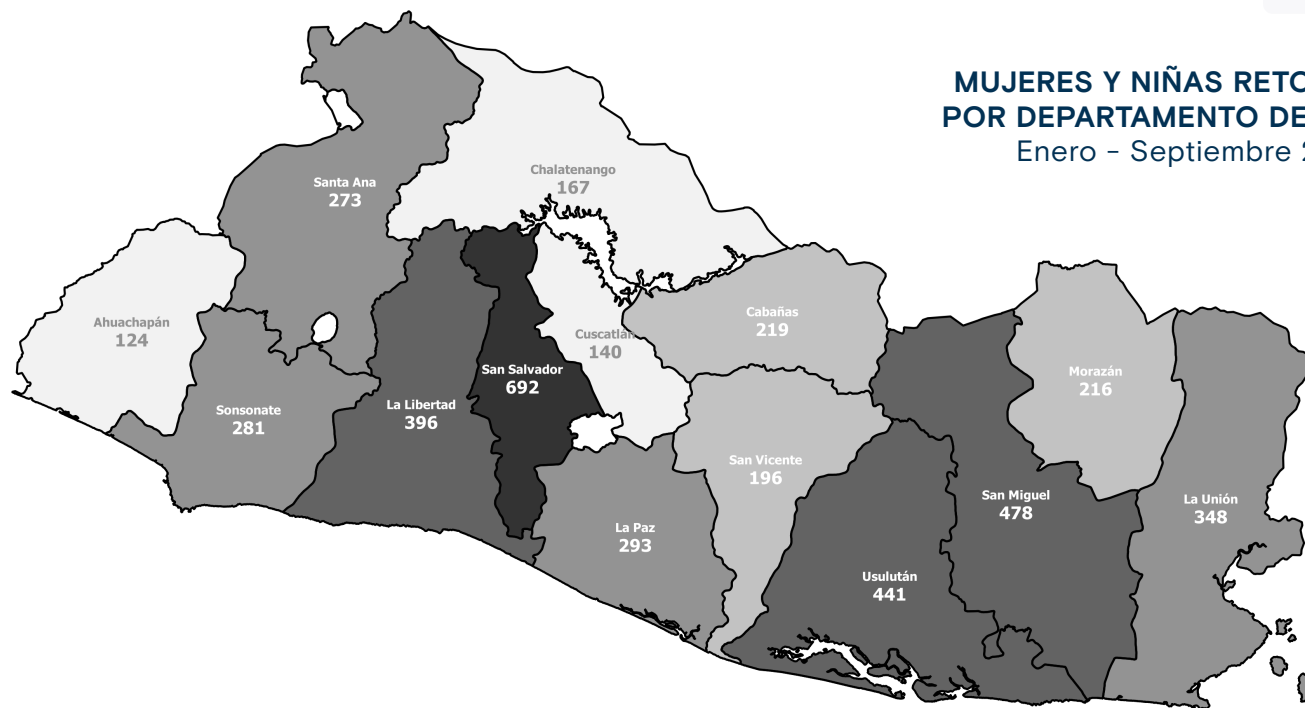 MUJERES Y NIÑAS
POR DEPARTAMENTO
Enero - Septiembre
Chalatenango
167
Santa Ana
273
Ahuachapán
124
Sonsonate
281
La Libertad
396
San Salvador
692
Cuscatlán
140
Cabañas
219
Morazán
216
San Vicente
196
San Miguel
478
La Unión
348
La Paz
293
Usulután
441